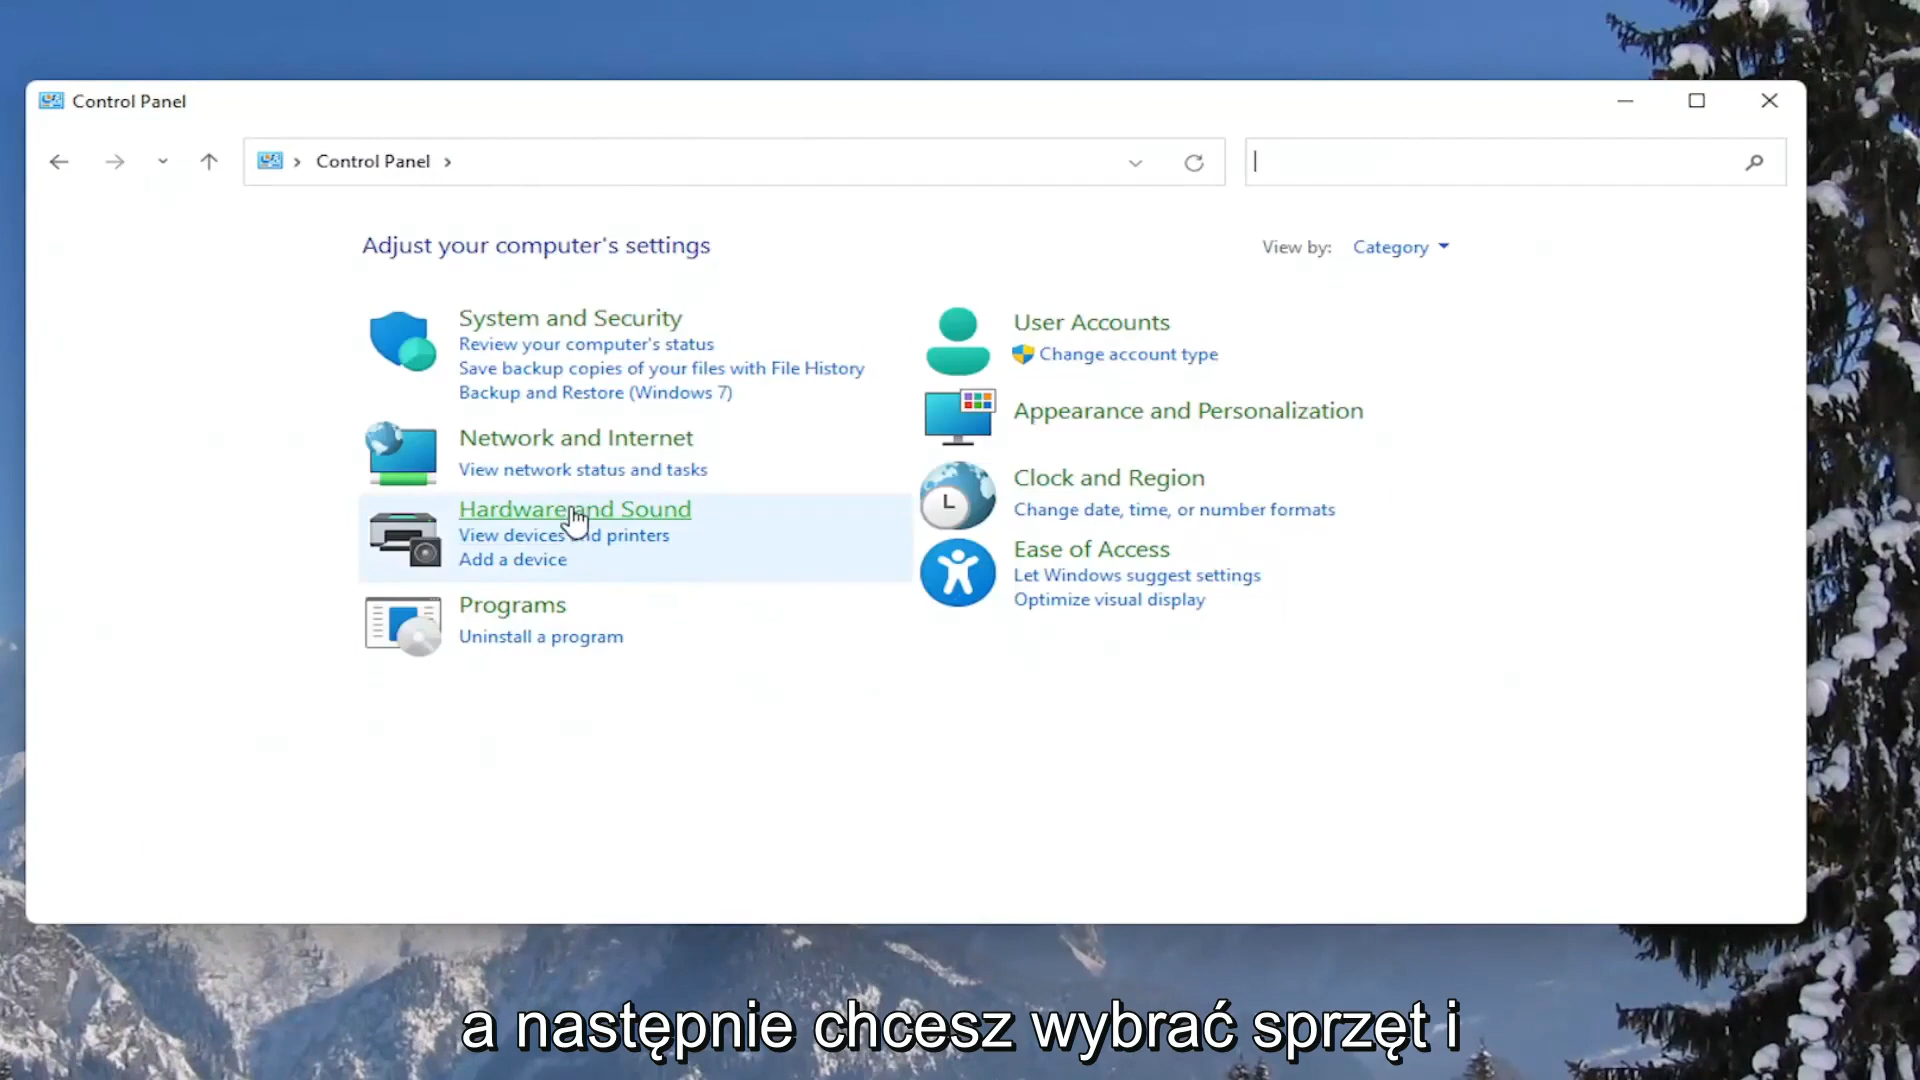 Control Panel
Control Panel
Adjust your computer's settings
View by: Category
System and Security
Review your computer's status
Save backup copies of your files with File History
Backup and Restore (Windows 7)
Network and Internet
View network status and tasks
Hardware and Sound
View devices and printers
Add a device
Programs
Uninstall a program
User Accounts
Change account type
Appearance and Personalization
Clock and Region
Change date, time, or number formats
Ease of Access
Let Windows suggest settings
Optimize visual display
a następnie chcesz wybrać sprzęt i